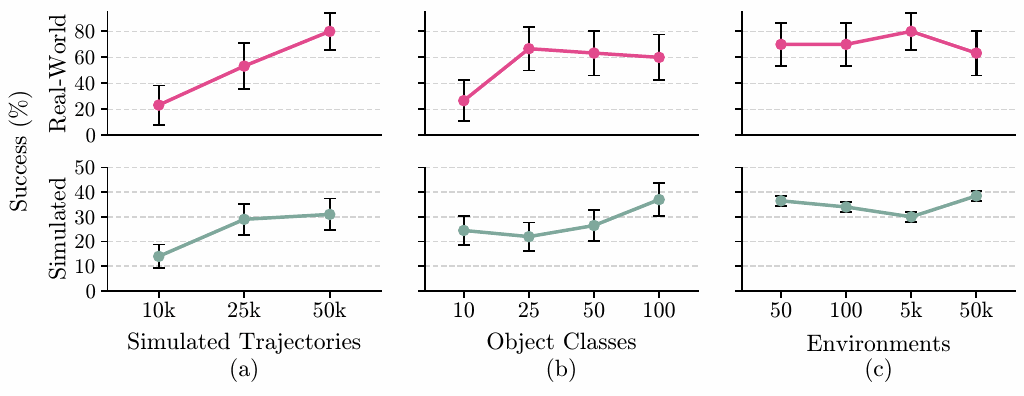 Success (%)
Real-World
80
60
40
20
0
Simulated
50
40
30
20
10
0
10k 25k 50k
Simulated Trajectories
(a)
10 25 50 100
Object Classes
(b)
50 100 5k 50k
Environments
(c)